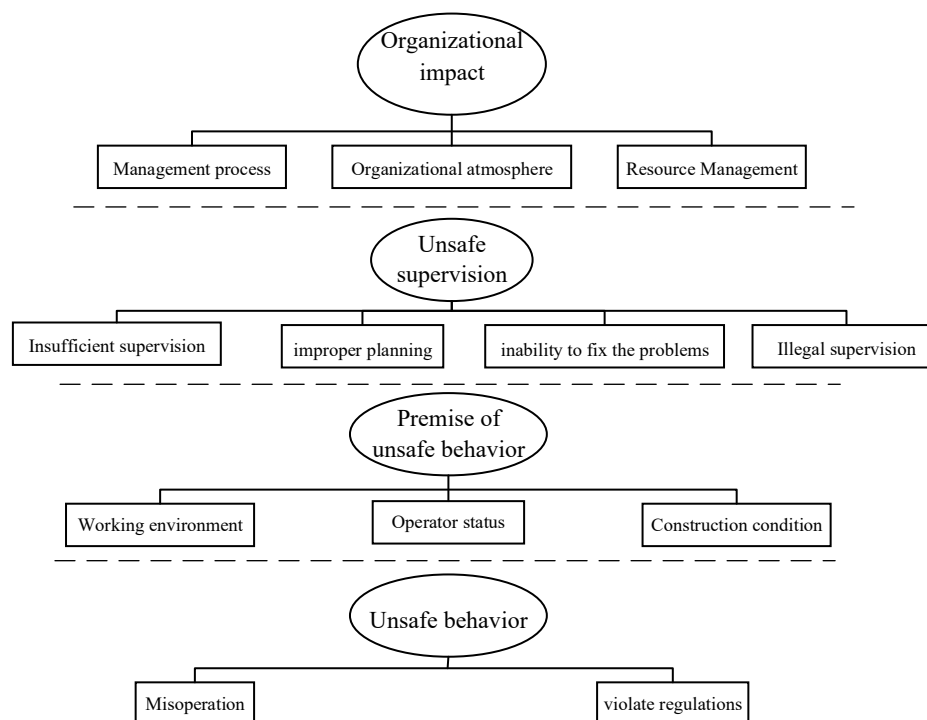 Organizational
impact
Management process
Organizational atmosphere
Resource Management
Unsafe
supervision
Insufficient supervision
improper planning
inability to fix the problems
Illegal supervision
Premise of
unsafe behavior
Working environment
Operator status
Construction condition
Unsafe behavior
Misoperation
violate regulations